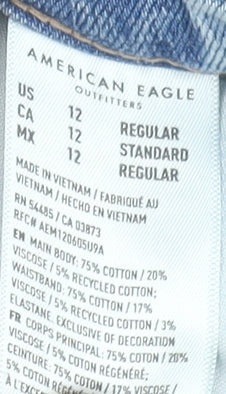 AMERICAN EAGLE
OUTFITTERS
US 12 REGULAR
CA 12 STANDARD
MX 12 REGULAR
MADE IN VIETNAM / FABRIQUÉ AU
VIETNAM / HECHO EN VIETNAM
RN 54485 / CA 03873
RFC# AEM120605U9A
EN MAIN BODY: 75% COTTON / 20%
VISCOSE / 5% RECYCLED COTTON;
WAISTBAND: 75% COTTON / 17%
VISCOSE / 5% RECYCLED COTTON / 3%
ELASTANE. EXCLUSIVE OF DECORATION
FR CORPS PRINCIPAL: 75% COTON / 20%
VISCOSE / 5% COTON RÉGÉNÉRÉ;
CEINTURE: 75% COTON / 17% VISCOSE /
5% COTON